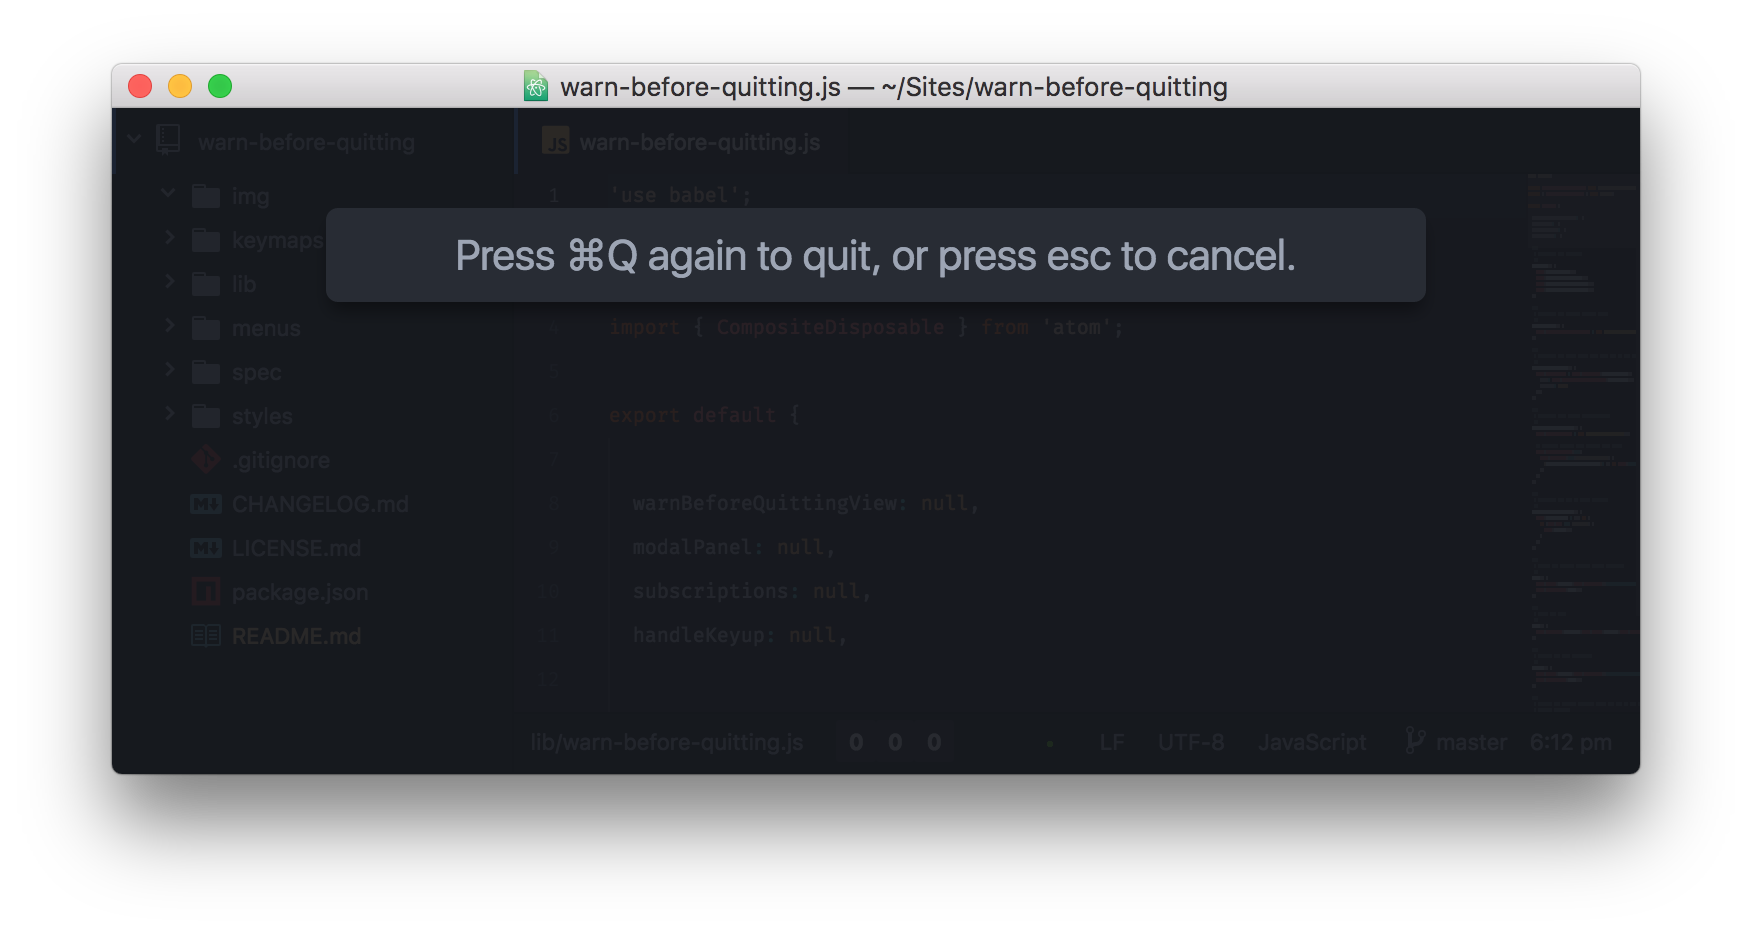 warn-before-quitting.js — ~/Sites/warn-before-quitting
warn-before-quitting
JS warn-before-quitting.js
img
keymaps
lib
menus
spec
styles
.gitignore
CHANGELOG.md
LICENSE.md
package.json
README.md
Press ⌘Q again to quit, or press esc to cancel.
1 'use babel';
4 import { CompositeDisposable } from 'atom';
5
6 export default {
7
8 warnBeforeQuittingView: null,
9 modalPanel: null,
10 subscriptions: null,
11 handleKeyup: null,
12
lib/warn-before-quitting.js 0 0 0 LF UTF-8 JavaScript master 6:12 pm